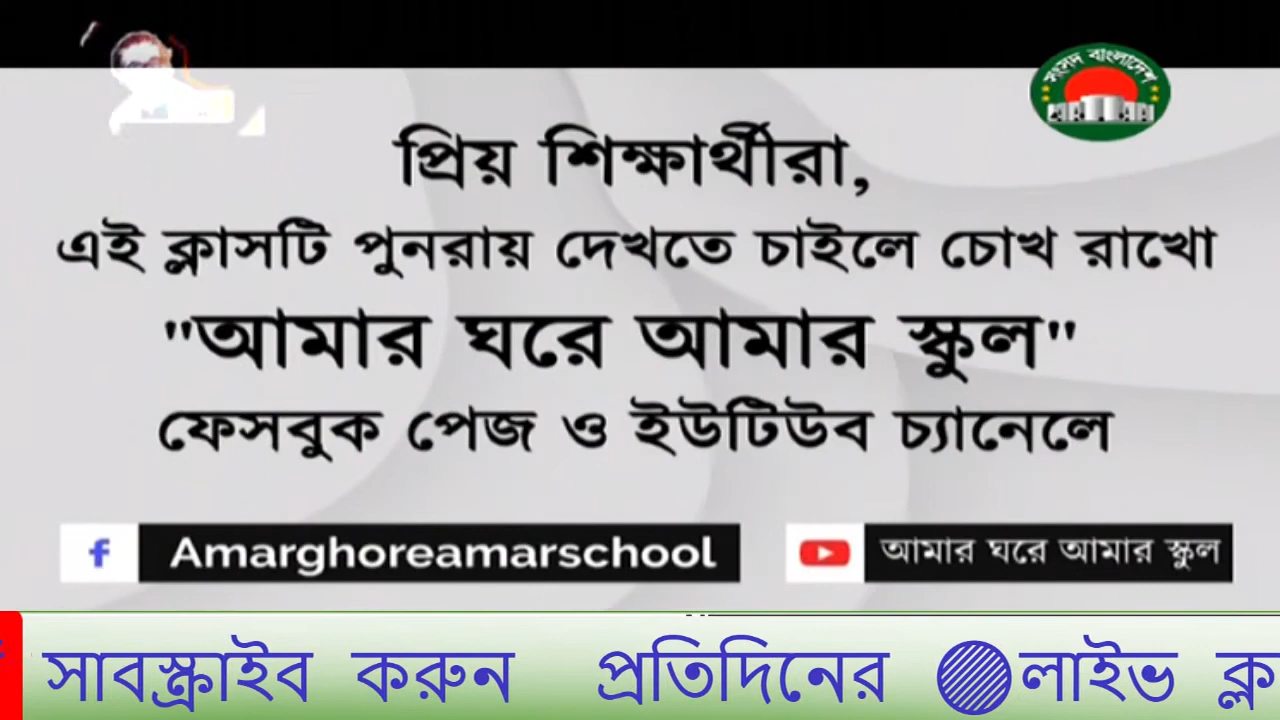 সংসদ বাংলাদেশ
প্রিয় শিক্ষার্থীরা,
এই ক্লাসটি পুনরায় দেখতে চাইলে চোখ রাখো
"আমার ঘরে আমার স্কুল"
ফেসবুক পেজ ও ইউটিউব চ্যানেলে
f Amarghoreamarschool
আমার ঘরে আমার স্কুল
সাবস্ক্রাইব করুন প্রতিদিনের লাইভ